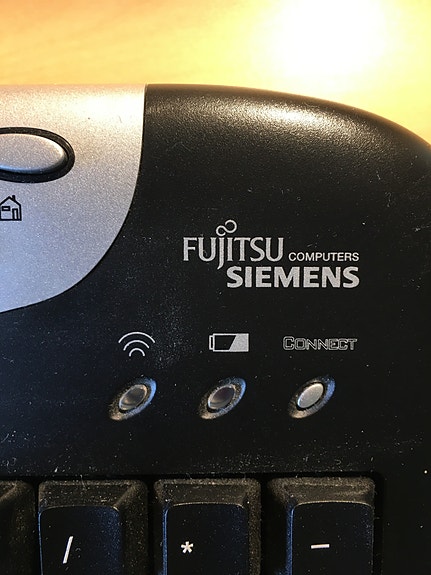 FUJITSU COMPUTERS
SIEMENS
CONNECT
/ * -